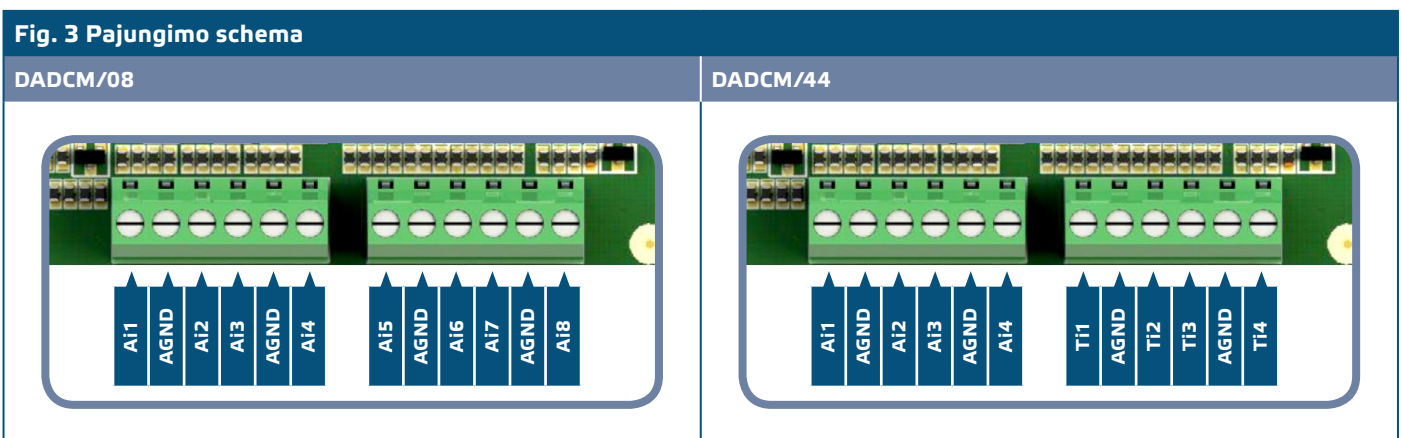 Fig. 3 Pajungimo schema
DADCM/08
DADCM/44
Ai1
AGND
Ai2
Ai3
AGND
Ai4
Ai5
AGND
Ai6
Ai7
AGND
Ai8
Ai1
AGND
Ai2
Ai3
AGND
Ai4
Ti1
AGND
Ti2
Ti3
AGND
Ti4